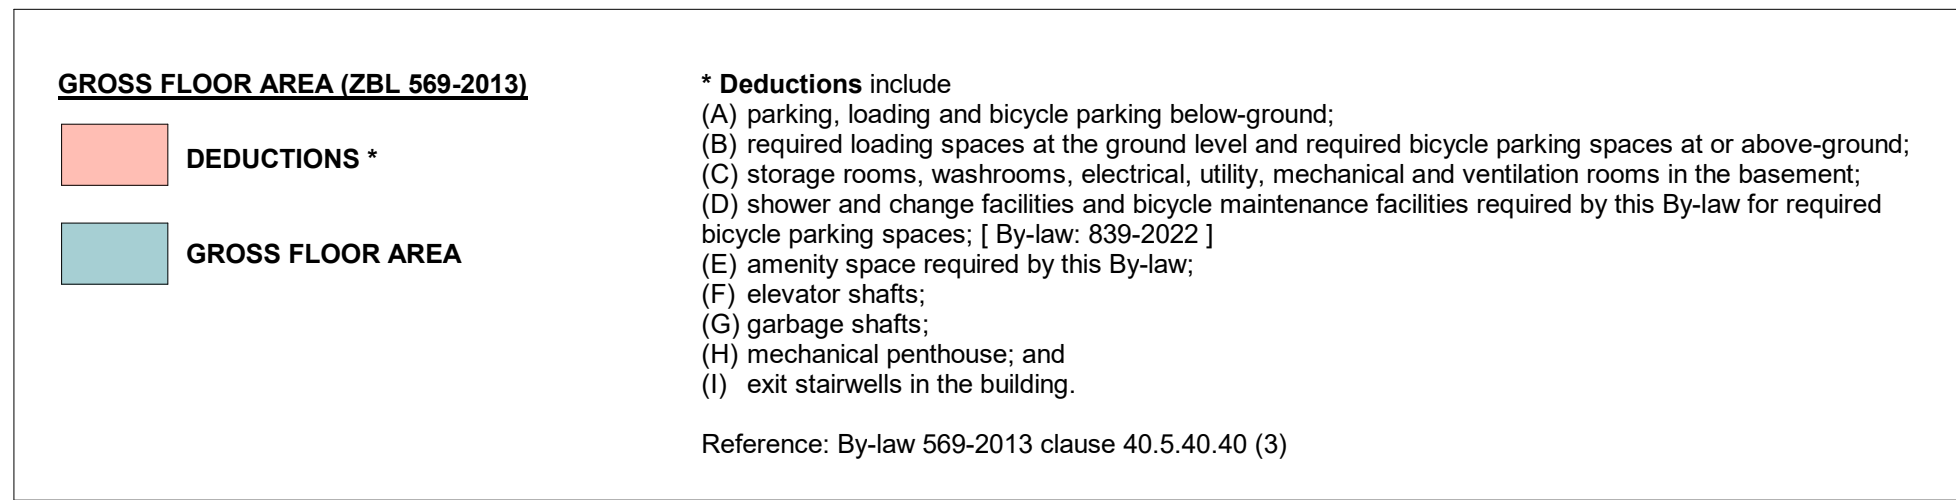 GROSS FLOOR AREA (ZBL 569-2013)
DEDUCTIONS *
GROSS FLOOR AREA
* Deductions include
(A) parking, loading and bicycle parking below-ground;
(B) required loading spaces at the ground level and required bicycle parking spaces at or above-ground;
(C) storage rooms, washrooms, electrical, utility, mechanical and ventilation rooms in the basement;
(D) shower and change facilities and bicycle maintenance facilities required by this By-law for required
bicycle parking spaces; [ By-law: 839-2022 ]
(E) amenity space required by this By-law;
(F) elevator shafts;
(G) garbage shafts;
(H) mechanical penthouse; and
(I) exit stairwells in the building.
Reference: By-law 569-2013 clause 40.5.40.40 (3)